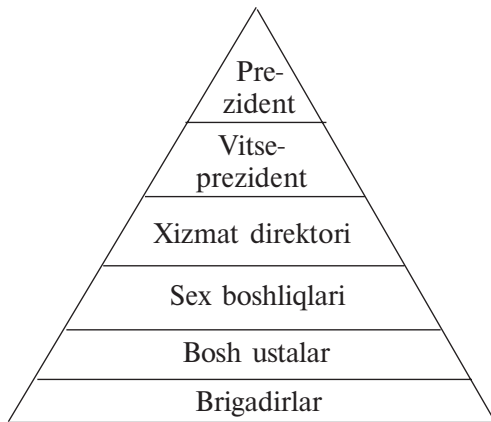 Pre-
zident
Vitse-
prezident
Xizmat direktori
Sex boshliqlari
Bosh ustalar
Brigadirlar